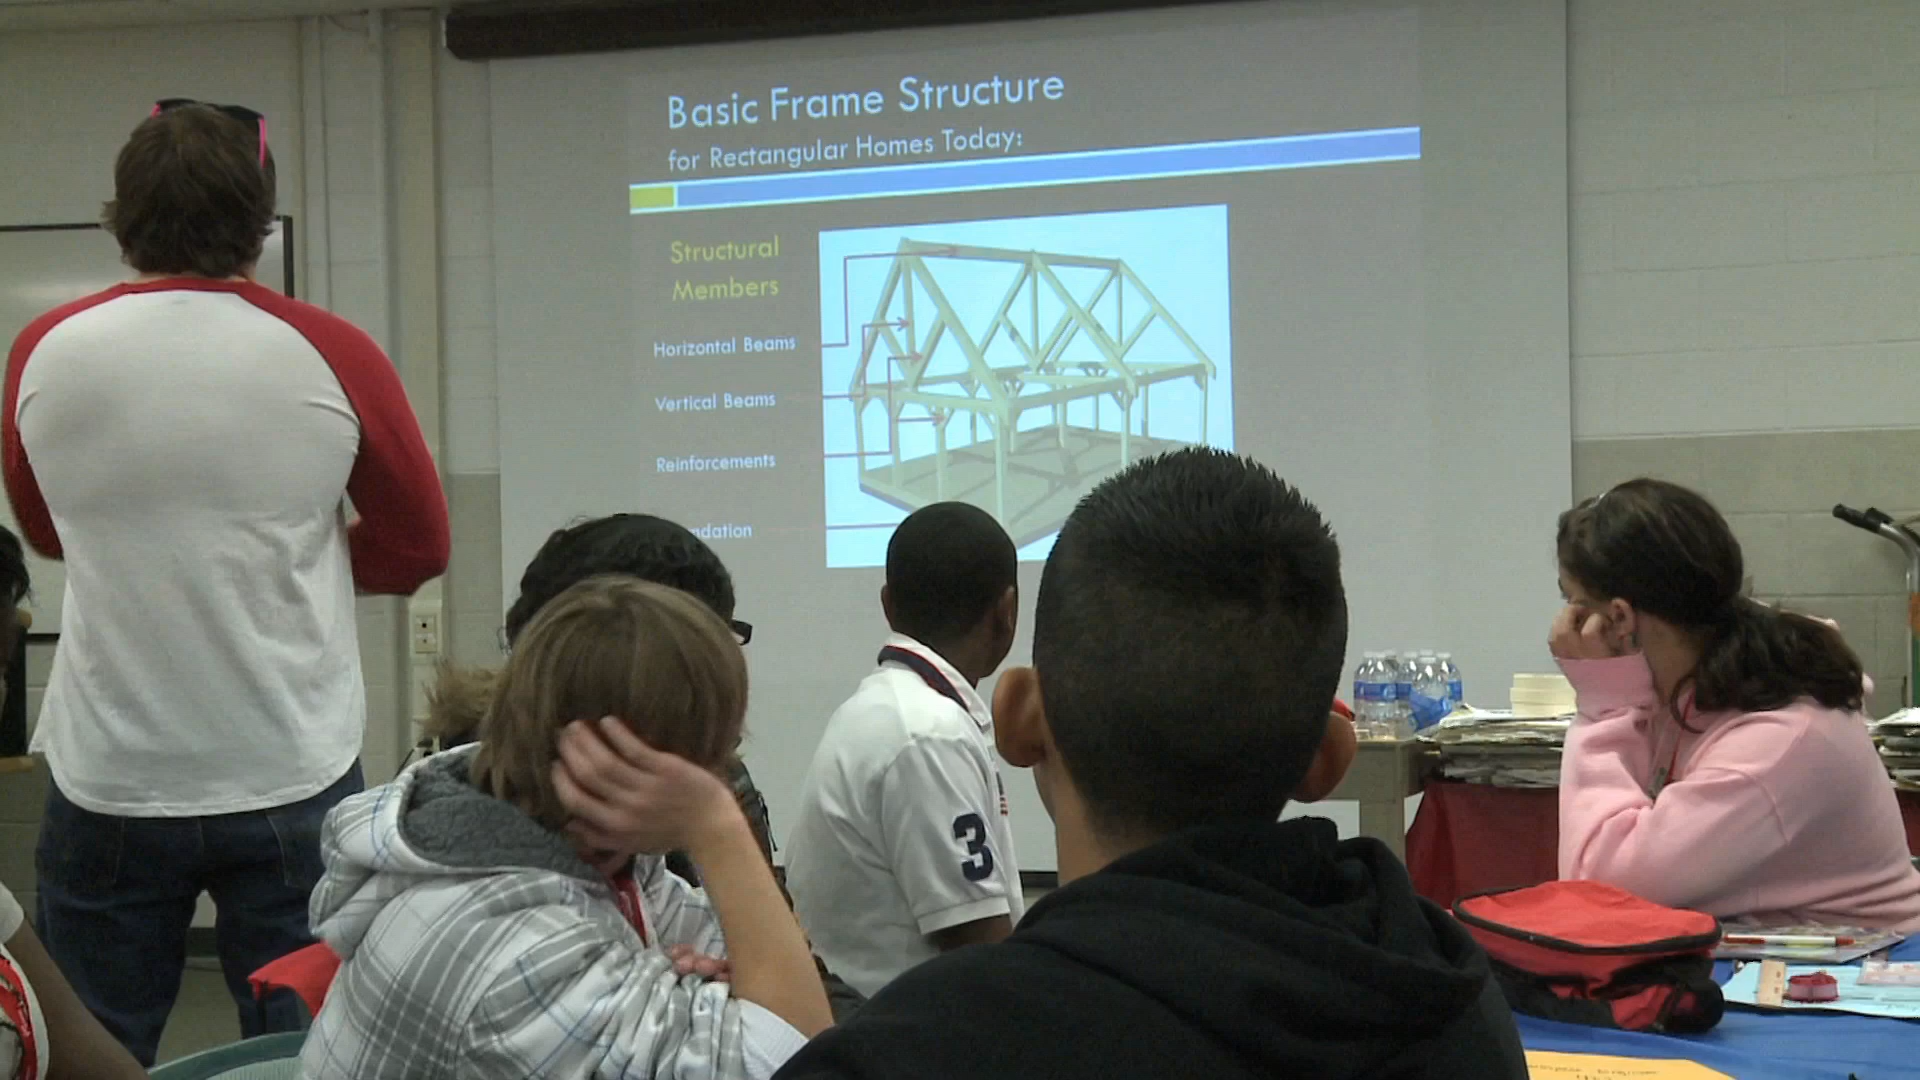 Basic Frame Structure
for Rectangular Homes Today:
Structural
Members
Horizontal Beams
Vertical Beams
Reinforcements
ndation
3